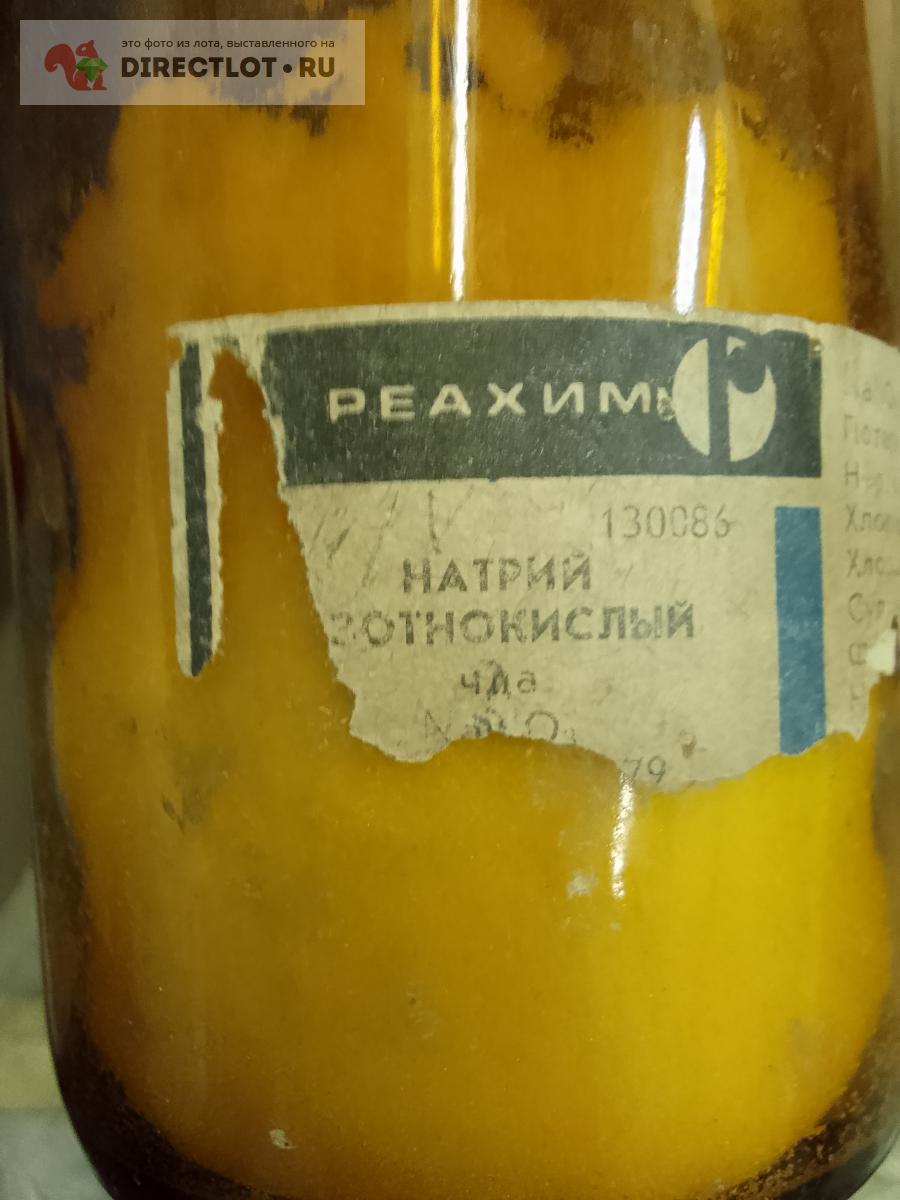 это фото из лота, выставленного на
DIRECTLOT•RU
РЕАХИМ
130086
НАТРИЙ
ЗОТНОКИСЛЫЙ
чда
79